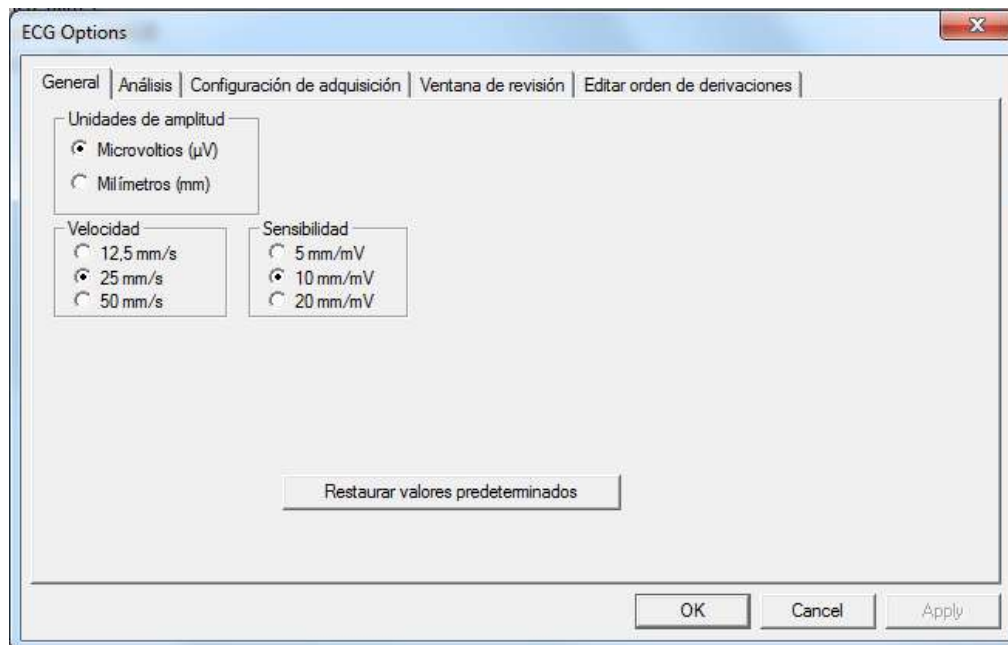 ECG Options
General Análisis Configuración de adquisición Ventana de revisión Editar orden de derivaciones
Unidades de amplitud
Microvoltios (µV)
Milímetros (mm)
Velocidad
12,5 mm/s
25 mm/s
50 mm/s
Sensibilidad
5 mm/mV
10 mm/mV
20 mm/mV
Restaurar valores predeterminados
OK Cancel Apply